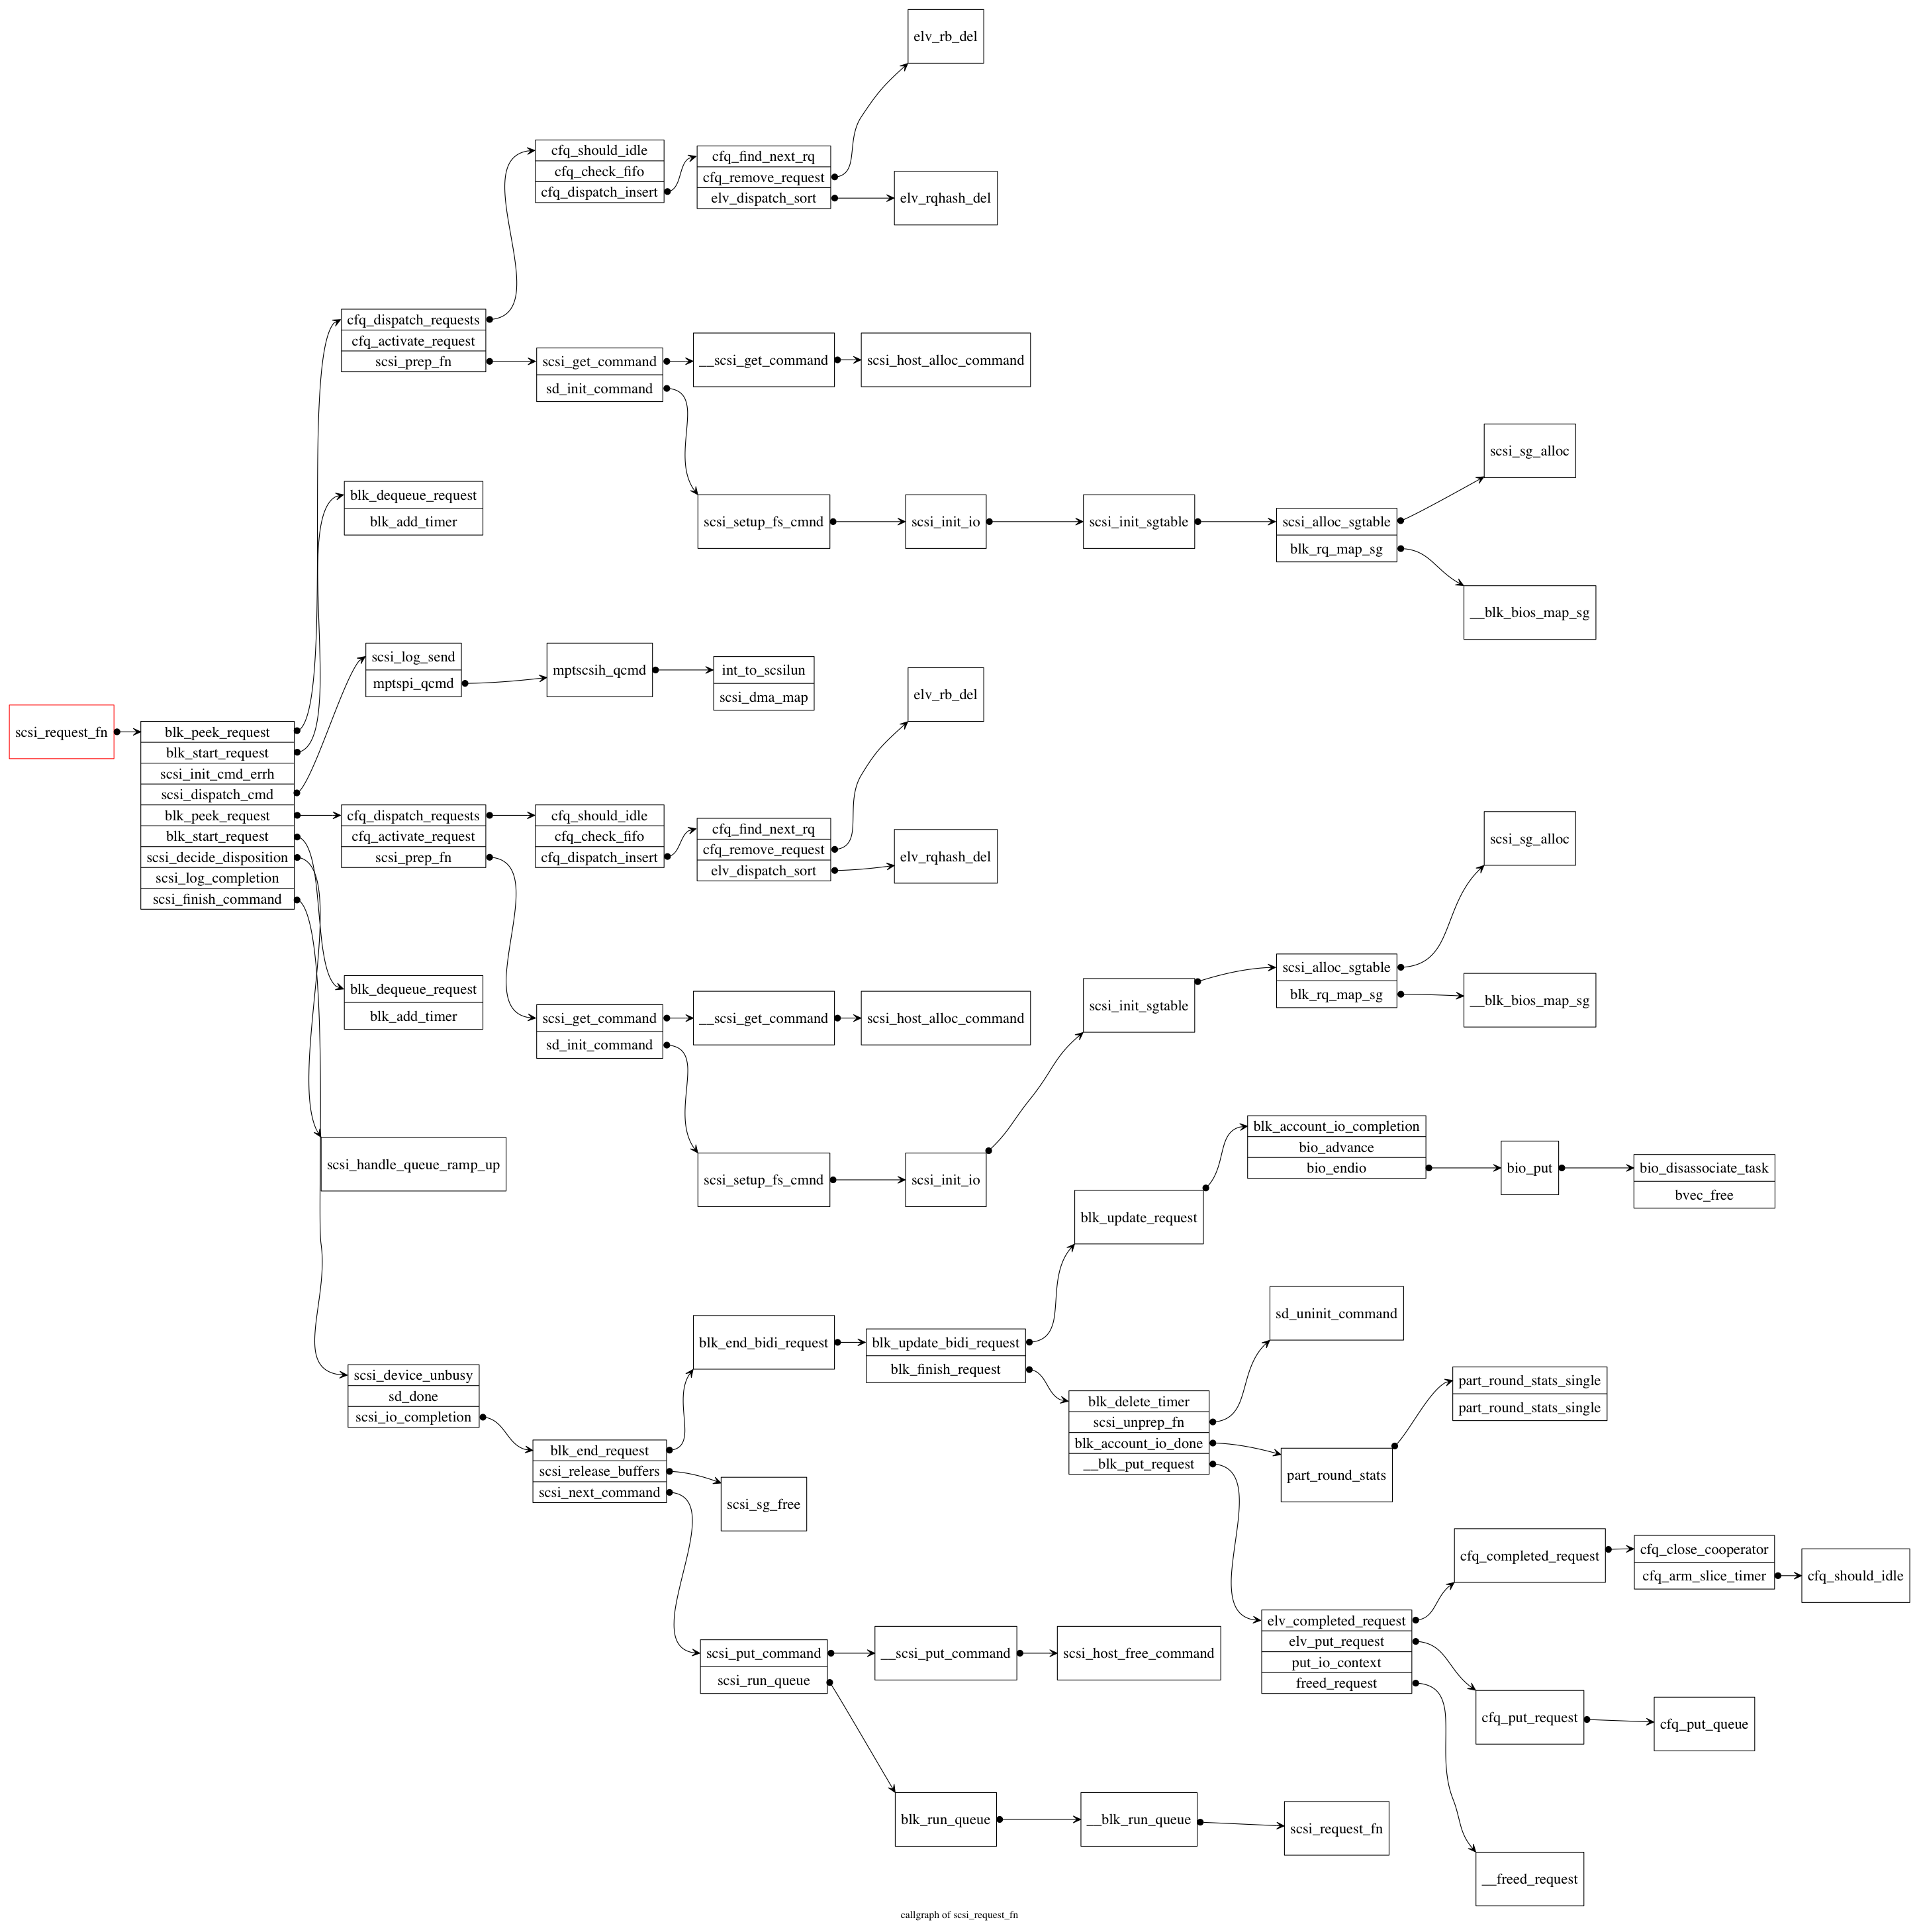 elv_rb_del
cfq_should_idle
cfq_check_fifo
cfq_dispatch_insert
cfq_find_next_rq
cfq_remove_request
elv_dispatch_sort
elv_rqhash_del
cfq_dispatch_requests
cfq_activate_request
scsi_prep_fn
scsi_get_command
sd_init_command
__scsi_get_command
scsi_host_alloc_command
scsi_sg_alloc
blk_dequeue_request
blk_add_timer
scsi_setup_fs_cmnd
scsi_init_io
scsi_init_sgtable
scsi_alloc_sgtable
blk_rq_map_sg
__blk_bios_map_sg
scsi_log_send
mptspi_qcmd
mptscsih_qcmd
int_to_scsilun
scsi_dma_map
elv_rb_del
scsi_request_fn
blk_peek_request
blk_start_request
scsi_init_cmd_errh
scsi_dispatch_cmd
blk_peek_request
blk_start_request
scsi_decide_disposition
scsi_log_completion
scsi_finish_command
cfq_dispatch_requests
cfq_activate_request
scsi_prep_fn
cfq_should_idle
cfq_check_fifo
cfq_dispatch_insert
cfq_find_next_rq
cfq_remove_request
elv_dispatch_sort
elv_rqhash_del
scsi_sg_alloc
blk_dequeue_request
blk_add_timer
scsi_get_command
sd_init_command
__scsi_get_command
scsi_host_alloc_command
scsi_init_sgtable
scsi_alloc_sgtable
blk_rq_map_sg
__blk_bios_map_sg
scsi_handle_queue_ramp_up
scsi_setup_fs_cmnd
scsi_init_io
blk_update_request
blk_account_io_completion
bio_advance
bio_endio
bio_put
bio_disassociate_task
bvec_free
scsi_device_unbusy
sd_done
scsi_io_completion
blk_end_bidi_request
blk_update_bidi_request
blk_finish_request
sd_uninit_command
blk_end_request
scsi_release_buffers
scsi_next_command
scsi_sg_free
blk_delete_timer
scsi_unprep_fn
blk_account_io_done
__blk_put_request
part_round_stats
part_round_stats_single
part_round_stats_single
cfq_completed_request
cfq_close_cooperator
cfq_arm_slice_timer
cfq_should_idle
scsi_put_command
scsi_run_queue
__scsi_put_command
scsi_host_free_command
elv_completed_request
elv_put_request
put_io_context
freed_request
cfq_put_request
cfq_put_queue
blk_run_queue
__blk_run_queue
scsi_request_fn
__freed_request
callgraph of scsi_request_fn